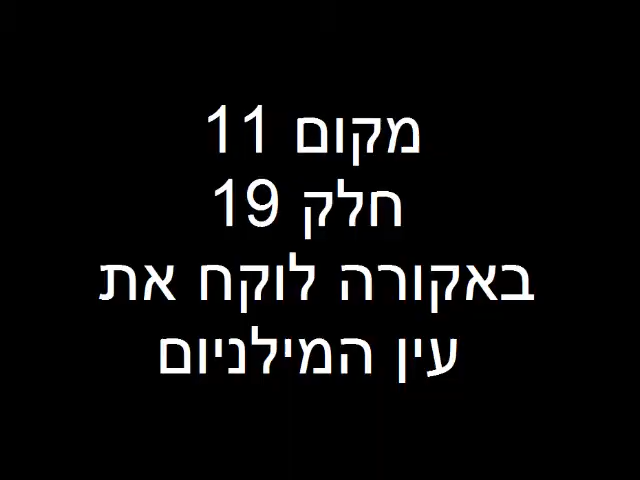 מקום 11
חלק 19
באקורה לוקח את
עין המילניום